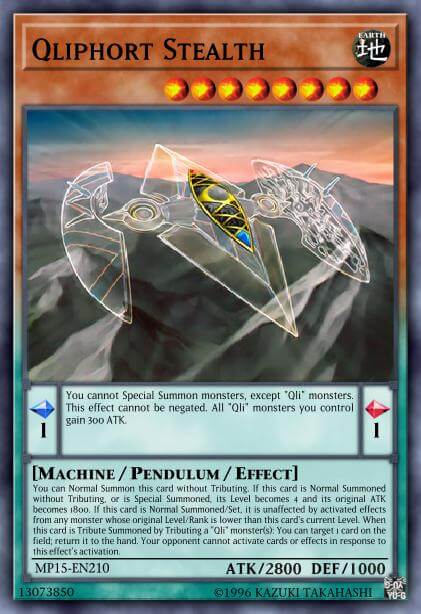 Qliphort Stealth
EARTH
地
You cannot Special Summon monsters, except "Qli" monsters.
This effect cannot be negated. All "Qli" monsters you control
gain 300 ATK.
1
1
[Machine / Pendulum / Effect]
You can Normal Summon this card without Tributing. If this card is Normal Summoned
without Tributing, or is Special Summoned, its Level becomes 4 and its original ATK
becomes 1800. If this card is Normal Summoned/Set, it is unaffected by activated effects
from any monster whose original Level/Rank is lower than this card's current Level. When
this card is Tribute Summoned by Tributing a "Qli" monster(s): You can target 1 card on the
field; return it to the hand. Your opponent cannot activate cards or effects in response to
this effect's activation.
MP15-EN210
ATK/2800 DEF/1000
13073850
©1996 KAZUKI TAKAHASHI